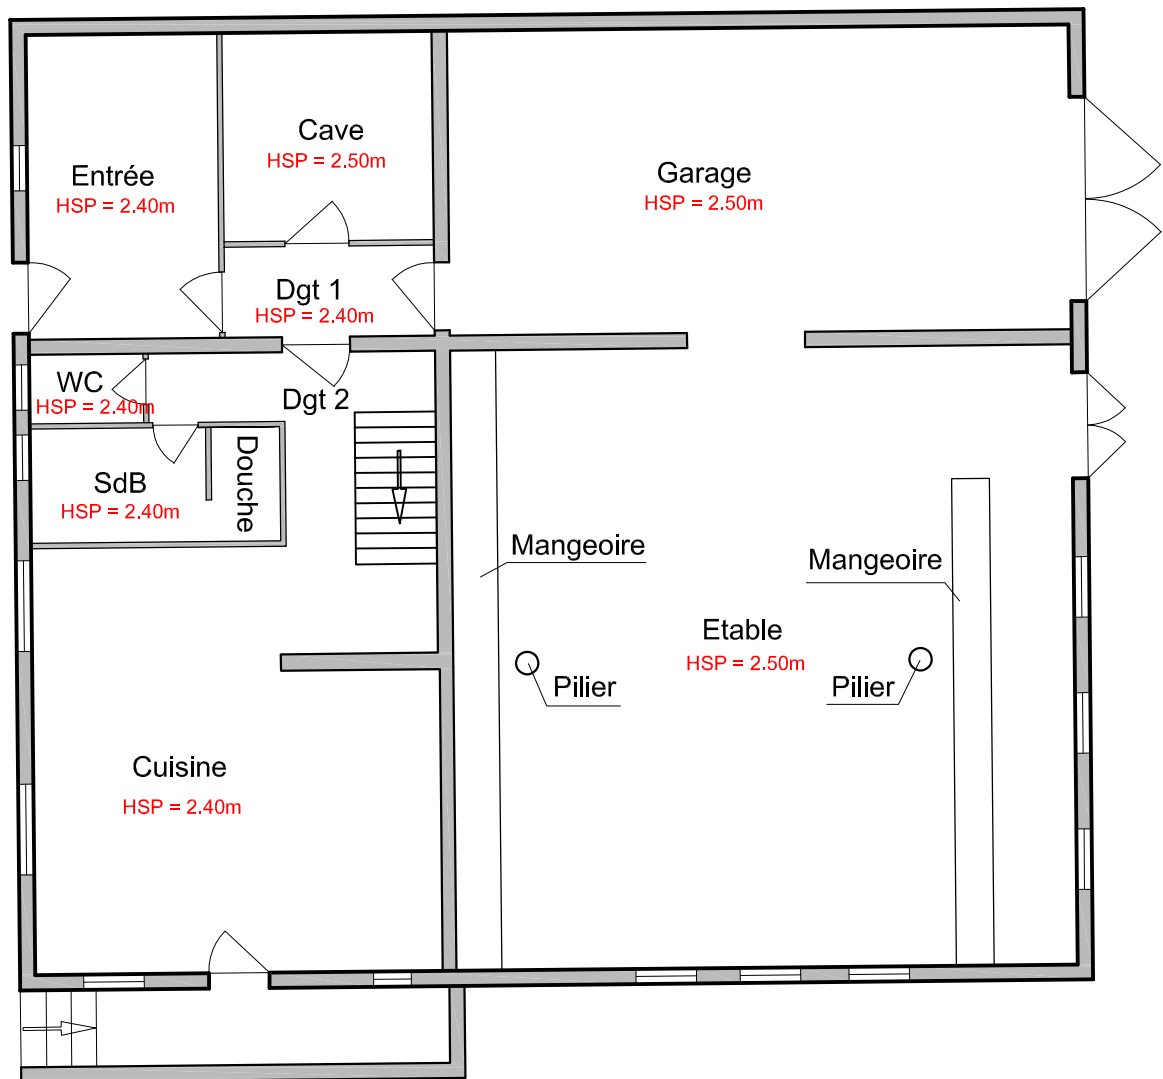 Cave
HSP = 2.50m
Entrée
HSP = 2.40m
Garage
HSP = 2.50m
Dgt 1
HSP = 2.40m
WC
HSP = 2.40m
Dgt 2
SdB
HSP = 2.40m
Douche
Mangeoire
Mangeoire
Etable
HSP = 2.50m
Pilier
Pilier
Cuisine
HSP = 2.40m